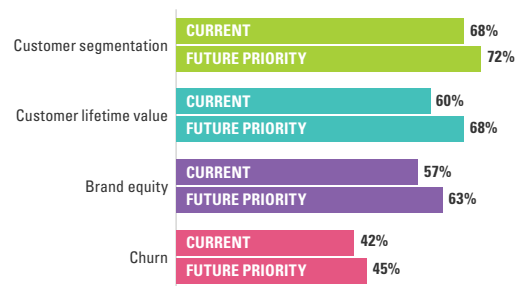 CURRENT 68%
Customer segmentation
FUTURE PRIORITY 72%
CURRENT 60%
Customer lifetime value
FUTURE PRIORITY 68%
CURRENT 57%
Brand equity
FUTURE PRIORITY 63%
CURRENT 42%
Churn
FUTURE PRIORITY 45%